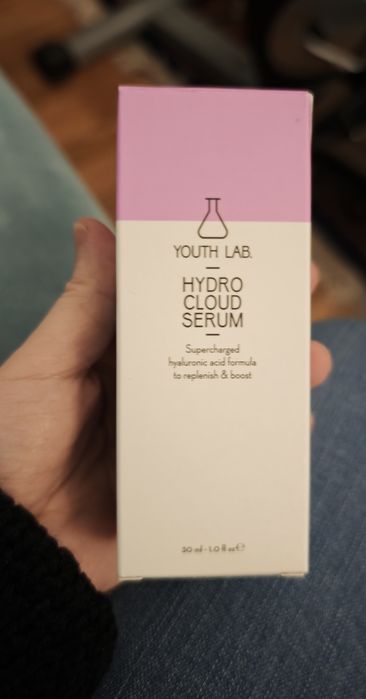 YOUTH LAB.
HYDRO
CLOUD
SERUM
Supercharged
hyaluronic acid formula
to replenish & boost
30 ml - 1.0 fl oz ℮